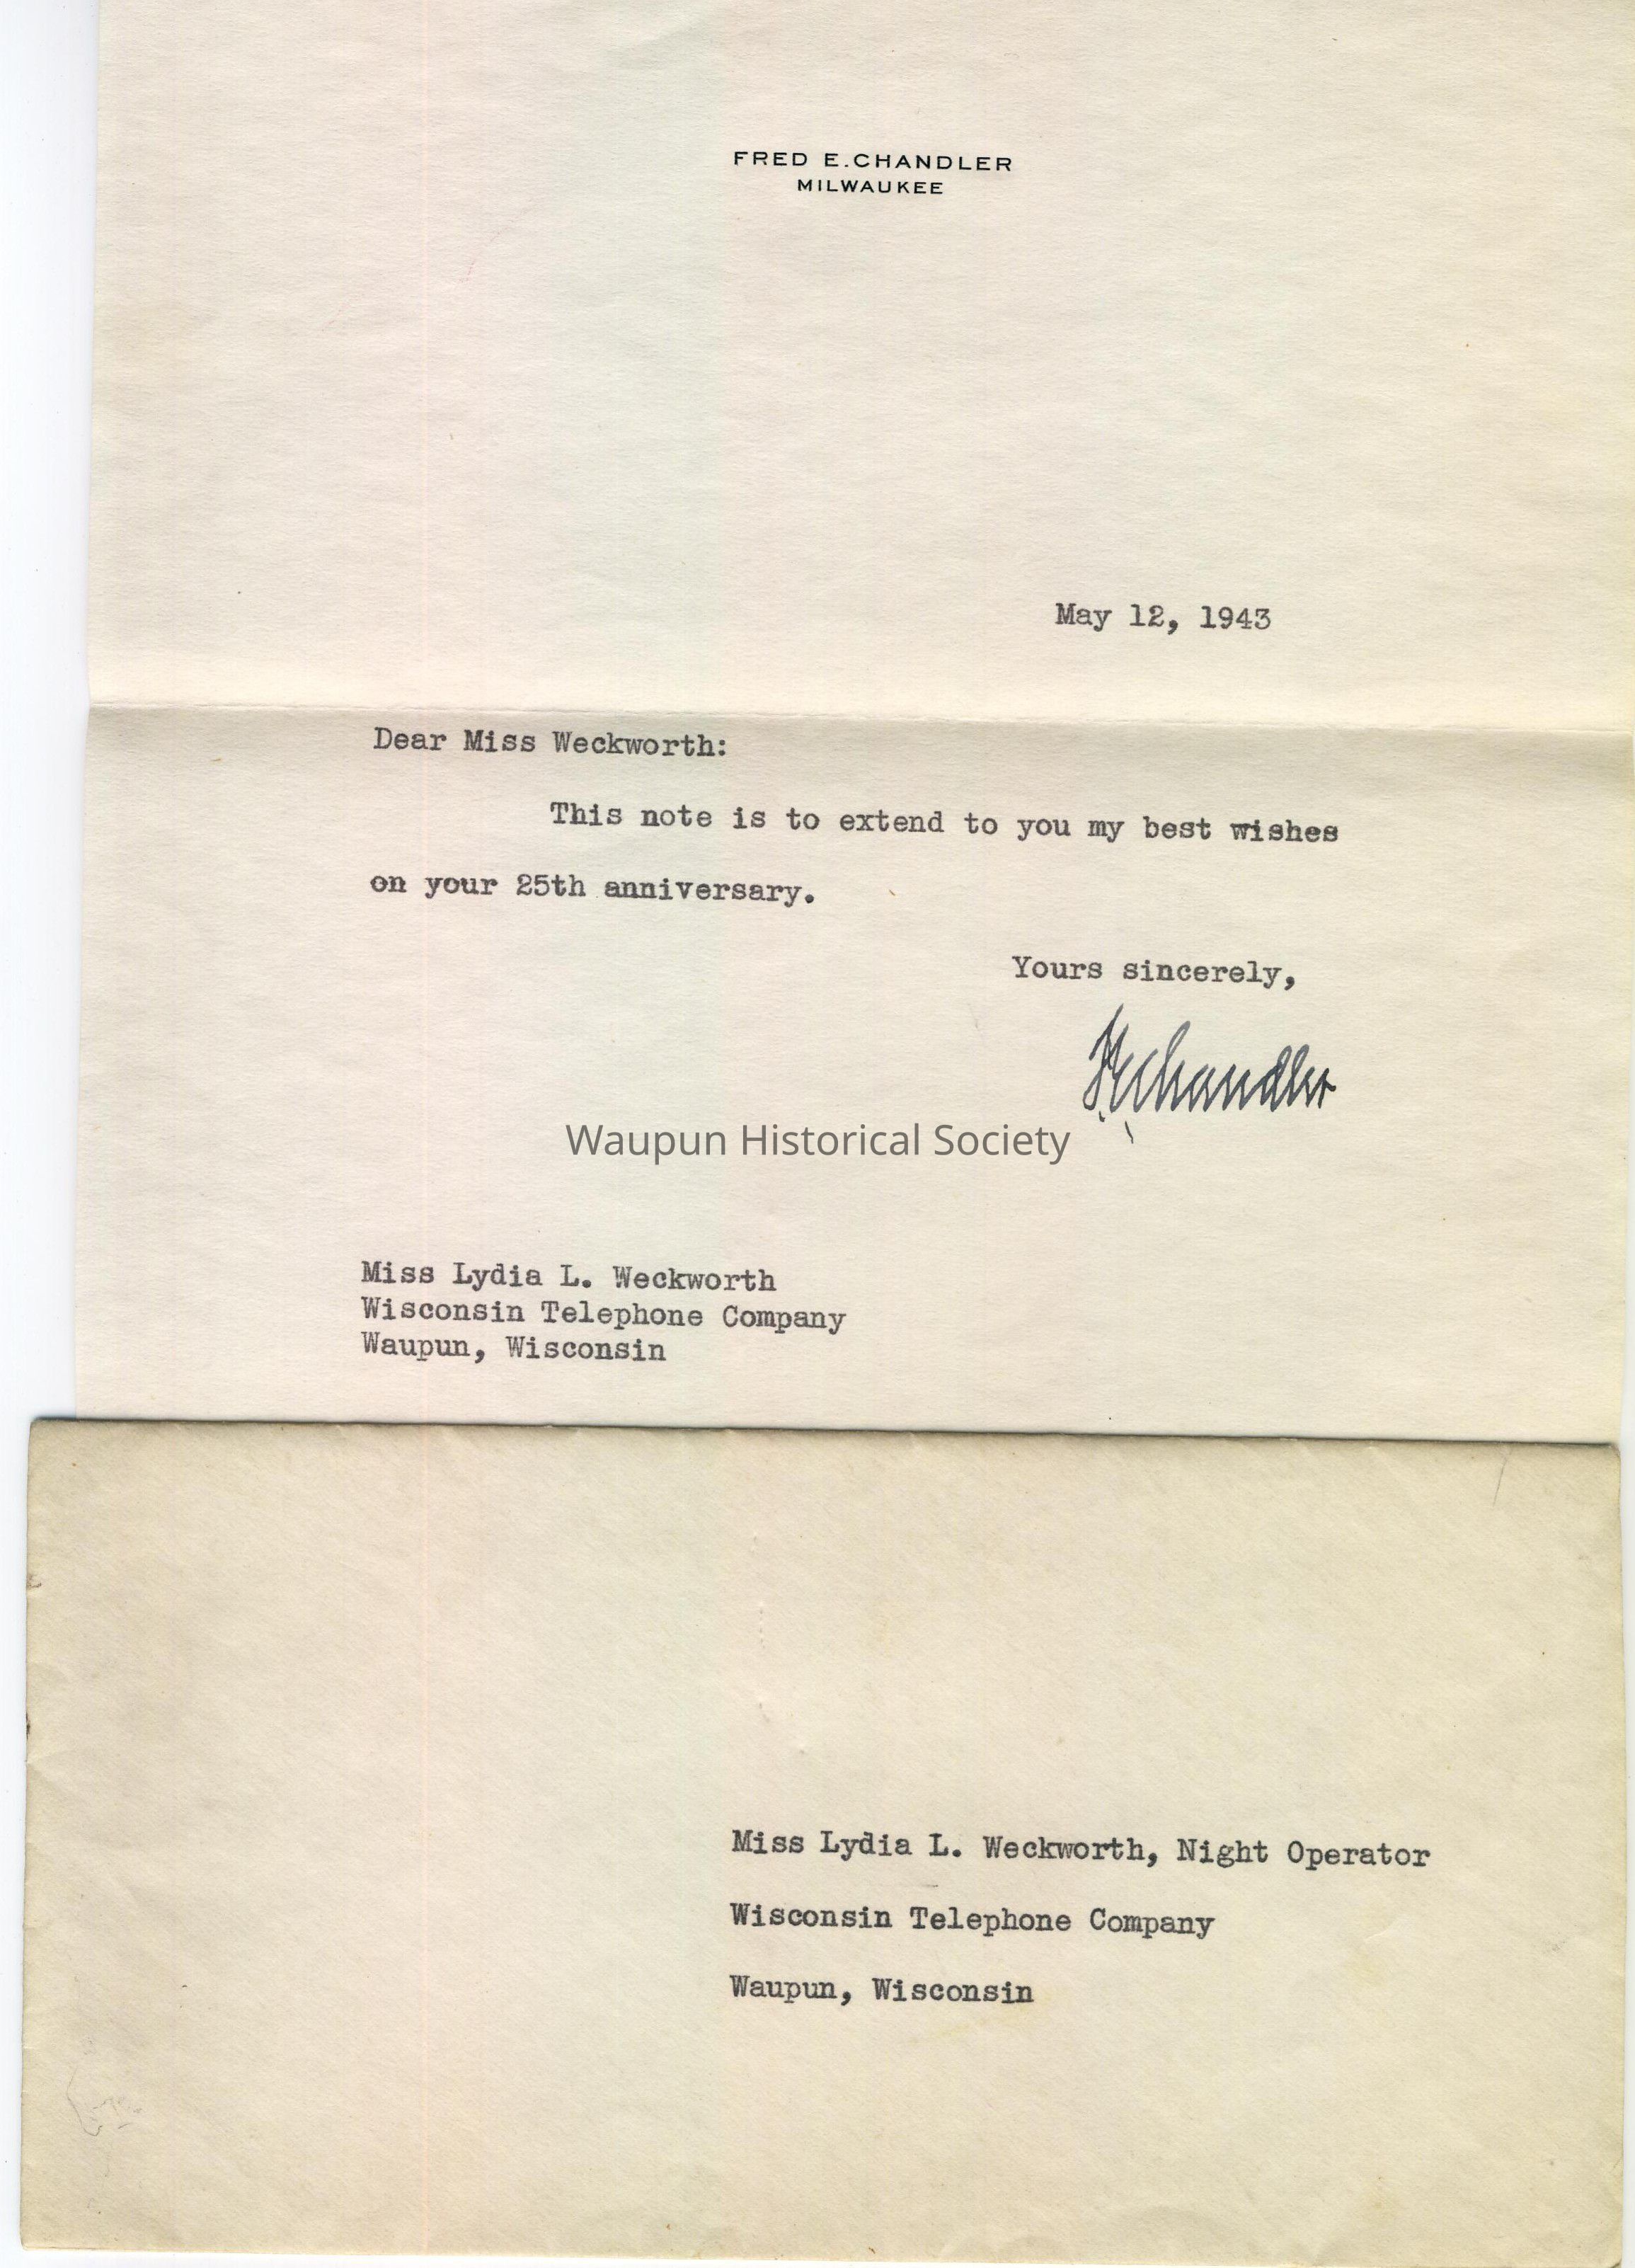 FRED E. CHANDLER
MILWAUKEE
May 12, 1943
Dear Miss Weckworth:
This note is to extend to you my best wishes
on your 25th anniversary.
Yours sincerely,
FEChandler
Waupun Historical Society
Miss Lydia L. Weckworth
Wisconsin Telephone Company
Waupun, Wisconsin
Miss Lydia L. Weckworth, Night Operator
Wisconsin Telephone Company
Waupun, Wisconsin